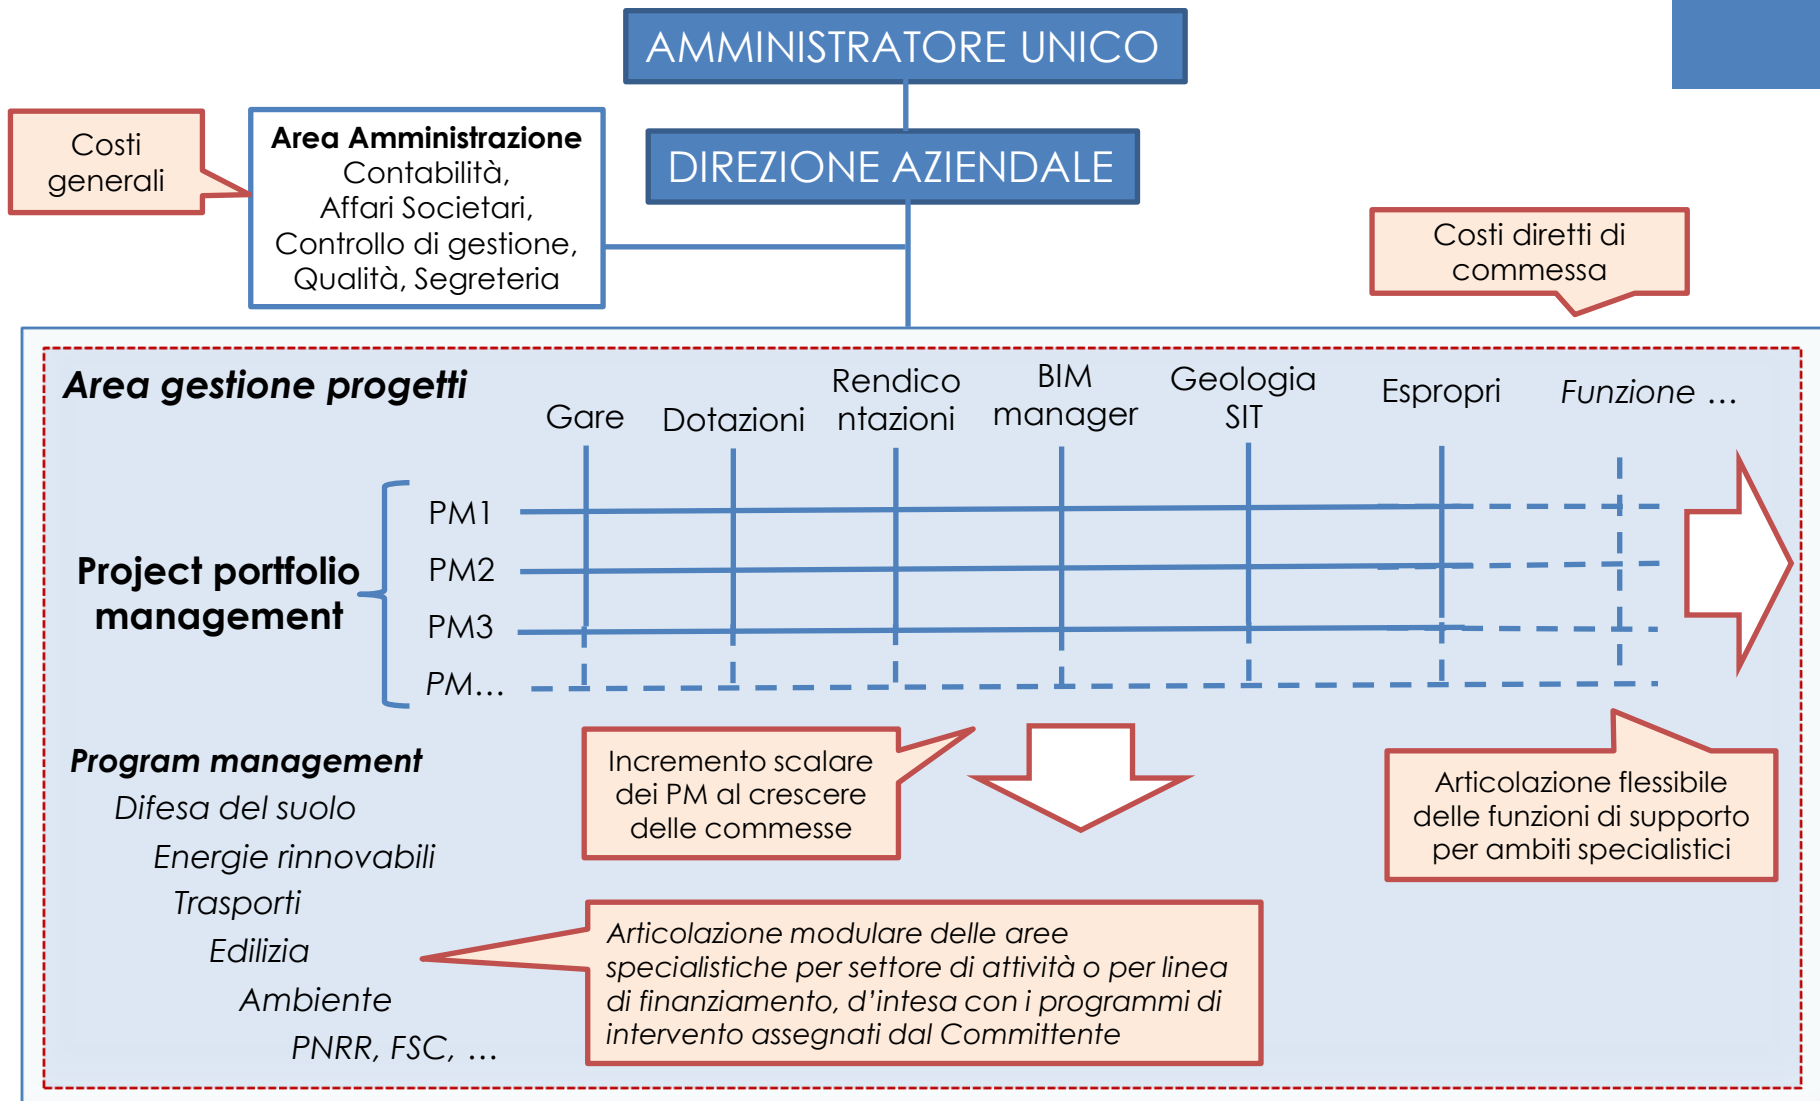 AMMINISTRATORE UNICO
DIREZIONE AZIENDALE
Costi
generali
Area Amministrazione
Contabilità,
Affari Societari,
Controllo di gestione,
Qualità, Segreteria
Costi diretti di
commessa
Area gestione progetti
Gare
Dotazioni
Rendico
ntazioni
BIM
manager
Geologia
SIT
Espropri
Funzione ...
Project portfolio
management
PM1
PM2
PM3
PM...
Program management
Difesa del suolo
Energie rinnovabili
Trasporti
Edilizia
Ambiente
PNRR, FSC, ...
Incremento scalare
dei PM al crescere
delle commesse
Articolazione flessibile
delle funzioni di supporto
per ambiti specialistici
Articolazione modulare delle aree
specialistiche per settore di attività o per linea
di finanziamento, d'intesa con i programmi di
intervento assegnati dal Committente